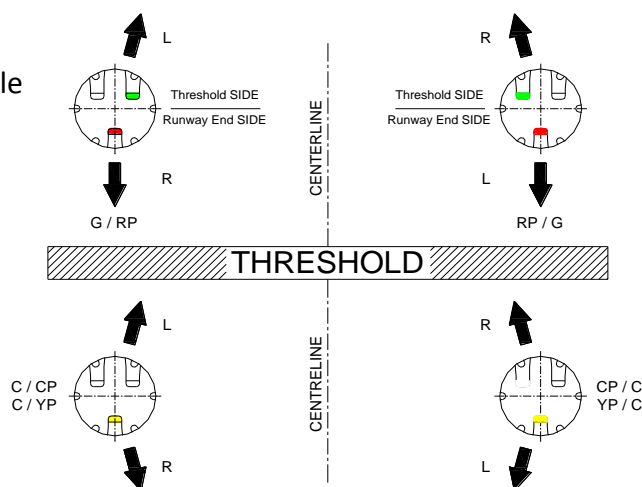 L
R
le
Threshold SIDE
Runway End SIDE
Threshold SIDE
Runway End SIDE
CENTERLINE
R
L
G / RP
RP / G
THRESHOLD
L
R
C / CP
C / YP
CENTRELINE
CP / C
YP / C
R
L